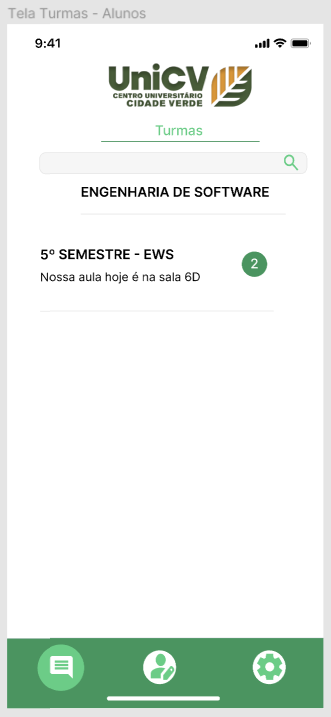 Tela Turmas - Alunos
9:41
UniCV
CENTRO UNIVERSITÁRIO
CIDADE VERDE
Turmas
ENGENHARIA DE SOFTWARE
5º SEMESTRE - EWS
2
Nossa aula hoje é na sala 6D